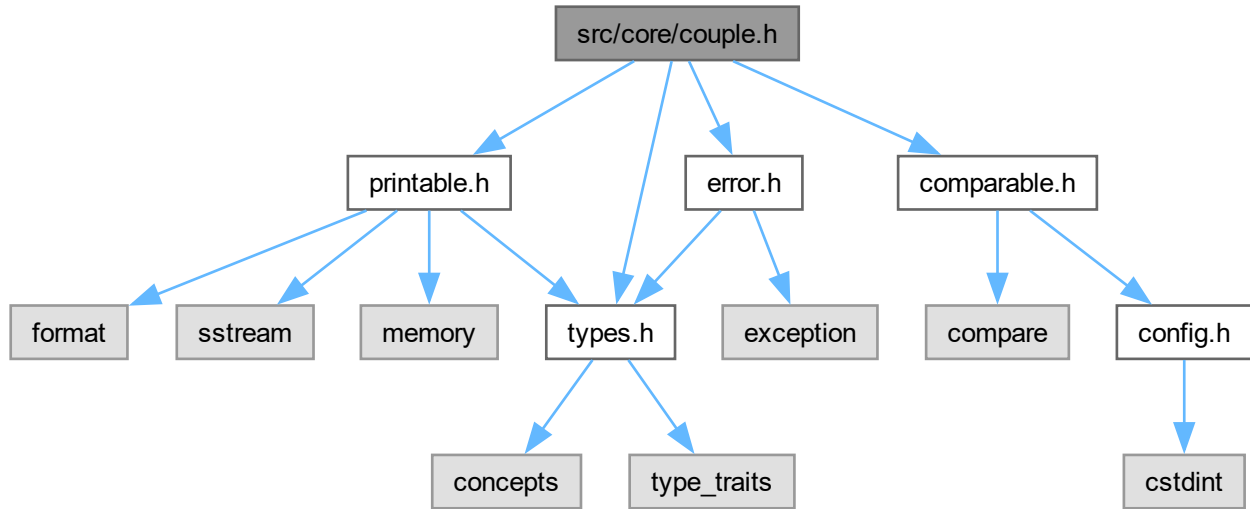 src/core/couple.h
printable.h
error.h
comparable.h
format
sstream
memory
types.h
exception
compare
config.h
concepts
type_traits
cstdint